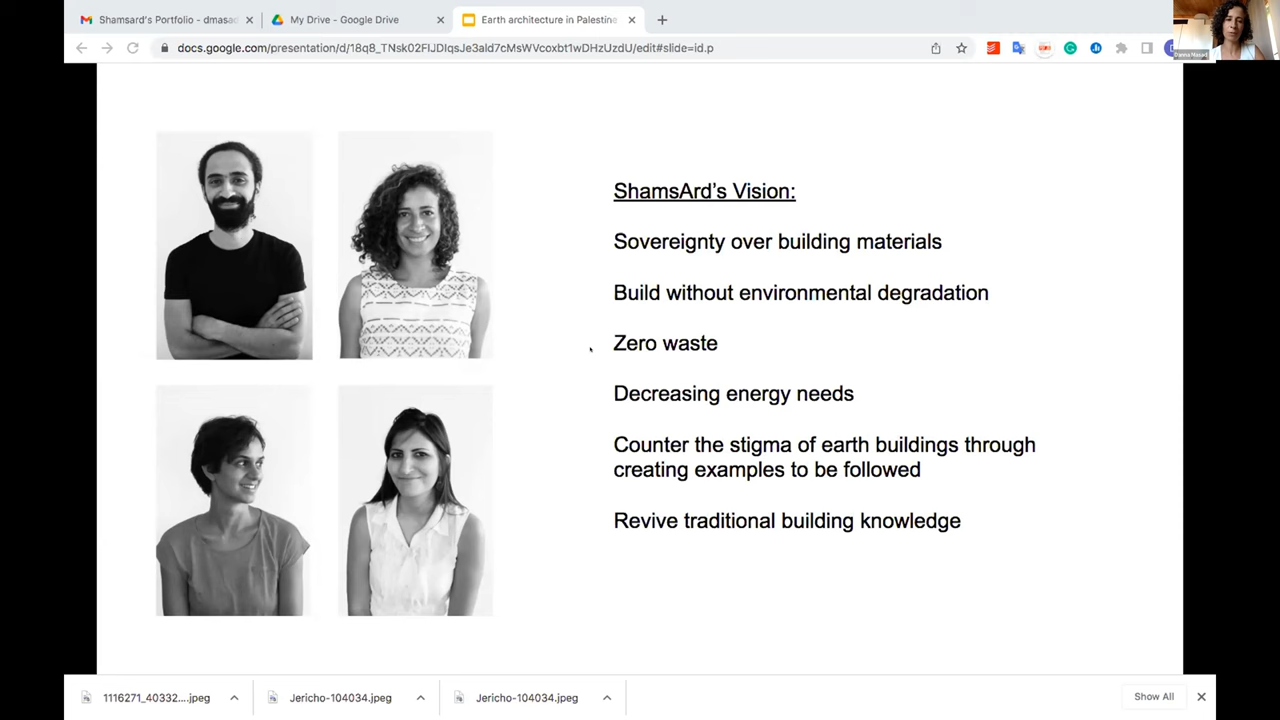 Shamsard's Portfolio - dmasad
My Drive - Google Drive
Earth architecture in Palestine
docs.google.com/presentation/d/18q8_TNsk02FIJDIqsJe3ald7cMsWVcoxbt1wDHzUzdU/edit#slide=id.p
ShamsArd's Vision:
Sovereignty over building materials
Build without environmental degradation
Zero waste
Decreasing energy needs
Counter the stigma of earth buildings through
creating examples to be followed
Revive traditional building knowledge
1116271_40332....jpeg
Jericho-104034.jpeg
Jericho-104034.jpeg
Show All